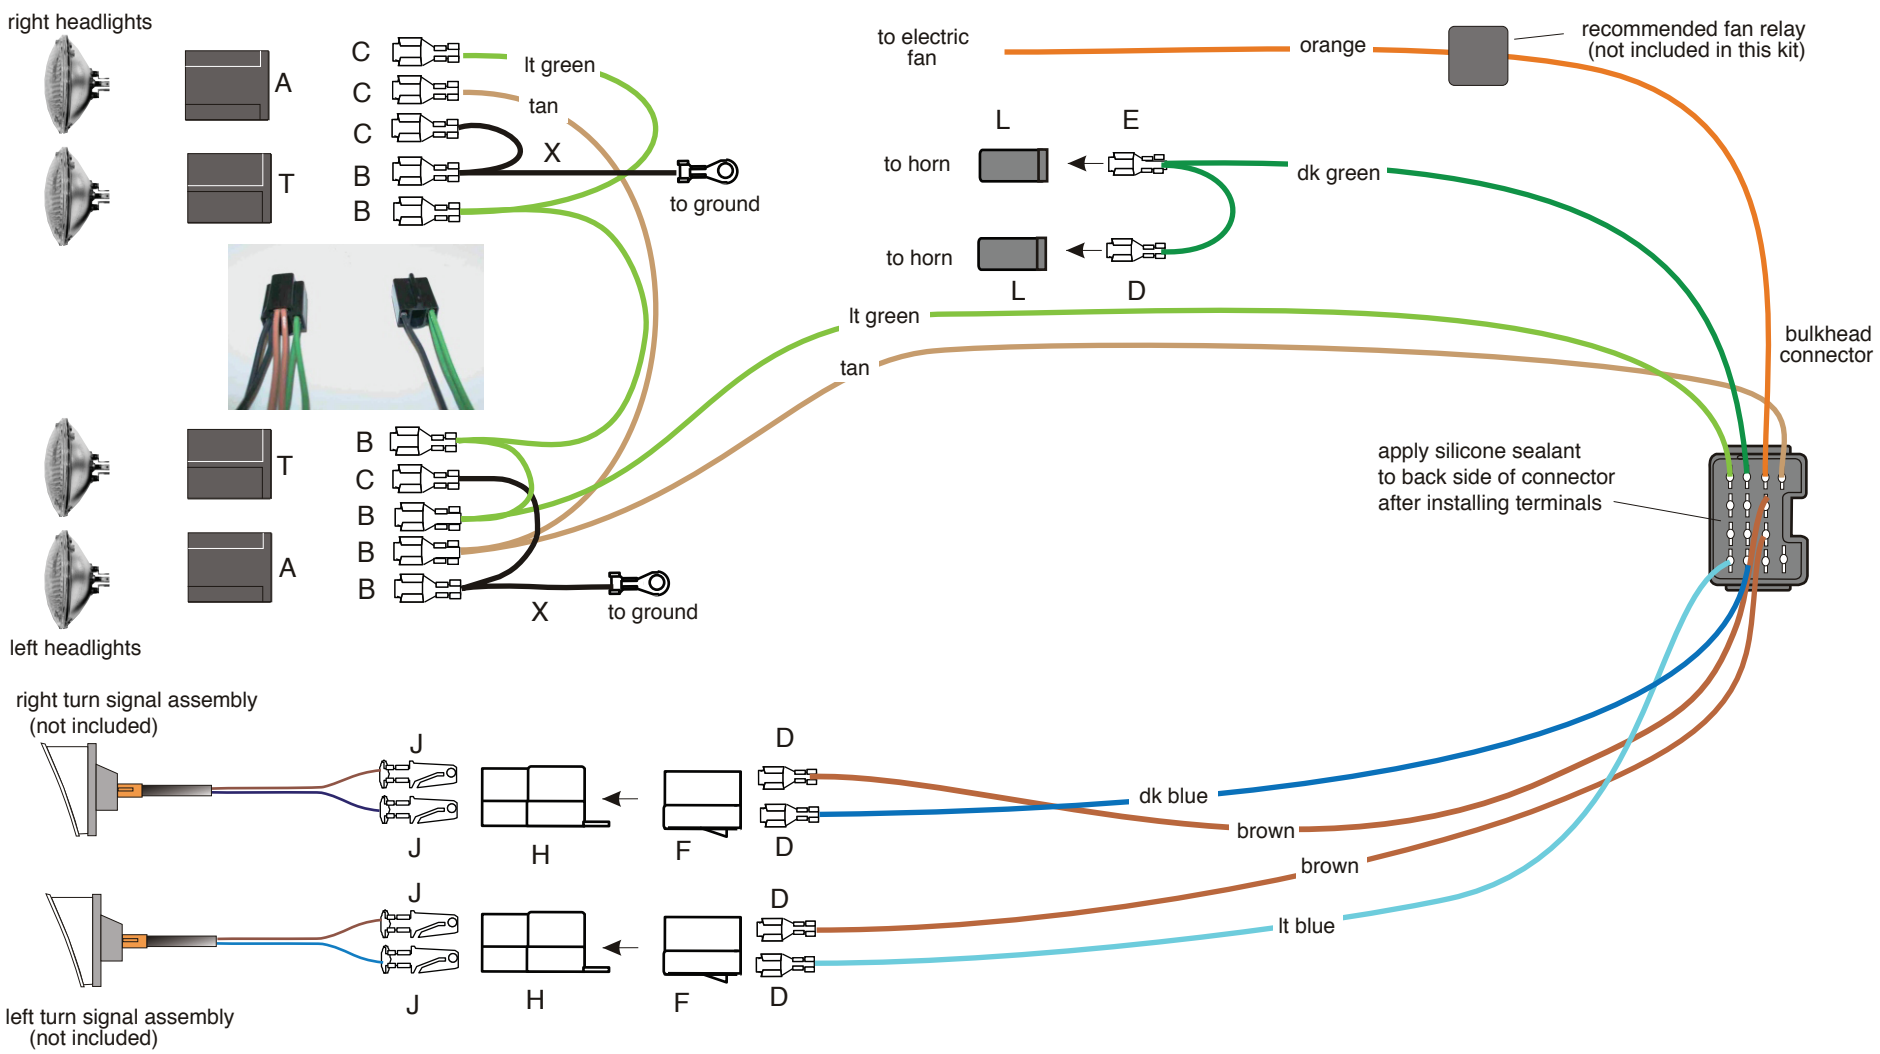 right headlights
A
T
C
C
C
B
B
lt green
tan
X
to ground
to electric
fan
orange
recommended fan relay
(not included in this kit)
L
E
to horn
dk green
to horn
L
D
lt green
tan
bulkhead
connector
apply silicone sealant
to back side of connector
after installing terminals
T
A
B
C
B
B
B
X
to ground
left headlights
right turn signal assembly
(not included)
J
J
H
F
D
D
dk blue
brown
brown
lt blue
J
J
H
F
D
D
left turn signal assembly
(not included)